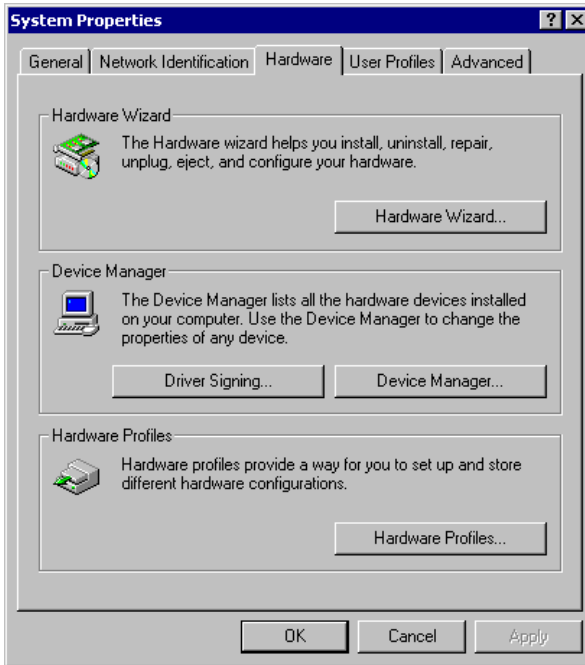 System Properties
General Network Identification Hardware User Profiles Advanced
Hardware Wizard
The Hardware wizard helps you install, uninstall, repair,
unplug, eject, and configure your hardware.
Hardware Wizard...
Device Manager
The Device Manager lists all the hardware devices installed
on your computer. Use the Device Manager to change the
properties of any device.
Driver Signing... Device Manager...
Hardware Profiles
Hardware profiles provide a way for you to set up and store
different hardware configurations.
Hardware Profiles...
OK Cancel Apply